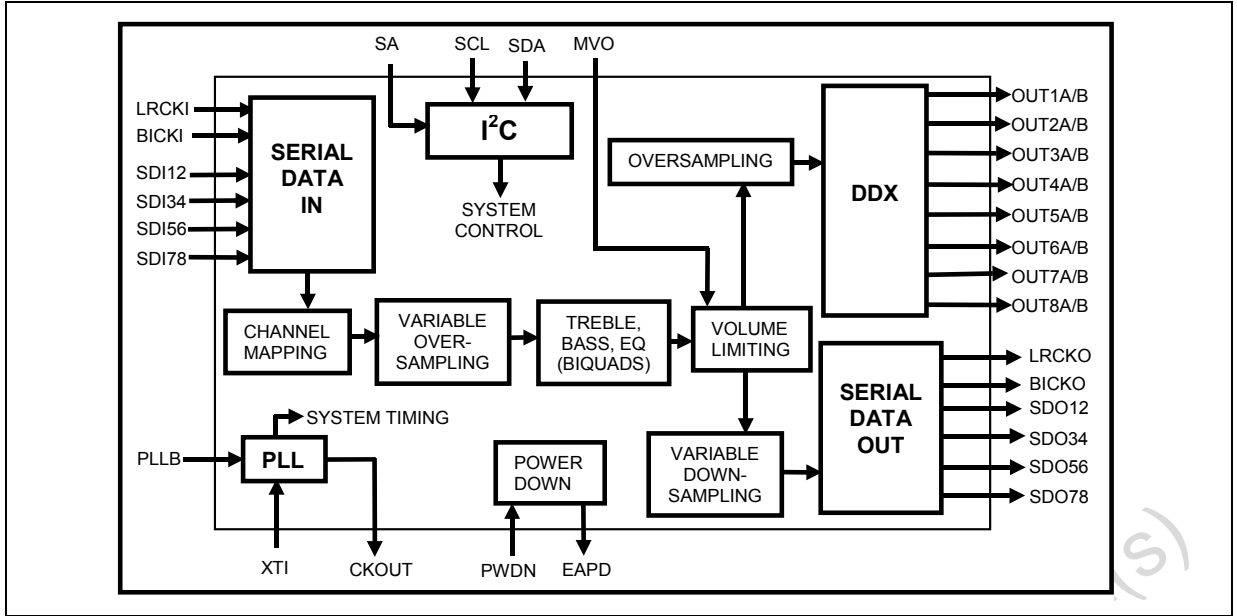 SA
SCL
SDA
MVO
LRCKI
BICKI
SDI12
SDI34
SDI56
SDI78
SERIAL
DATA
IN
I²C
SYSTEM
CONTROL
OVERSAMPLING
DDX
OUT1A/B
OUT2A/B
OUT3A/B
OUT4A/B
OUT5A/B
OUT6A/B
OUT7A/B
OUT8A/B
CHANNEL
MAPPING
VARIABLE
OVER-
SAMPLING
TREBLE,
BASS, EQ
(BIQUADS)
VOLUME
LIMITING
SERIAL
DATA
OUT
LRCKO
BICKO
SDO12
SDO34
SDO56
SDO78
SYSTEM TIMING
PLLB
PLL
POWER
DOWN
VARIABLE
DOWN-
SAMPLING
XTI
CKOUT
PWDN
EAPD
(s)